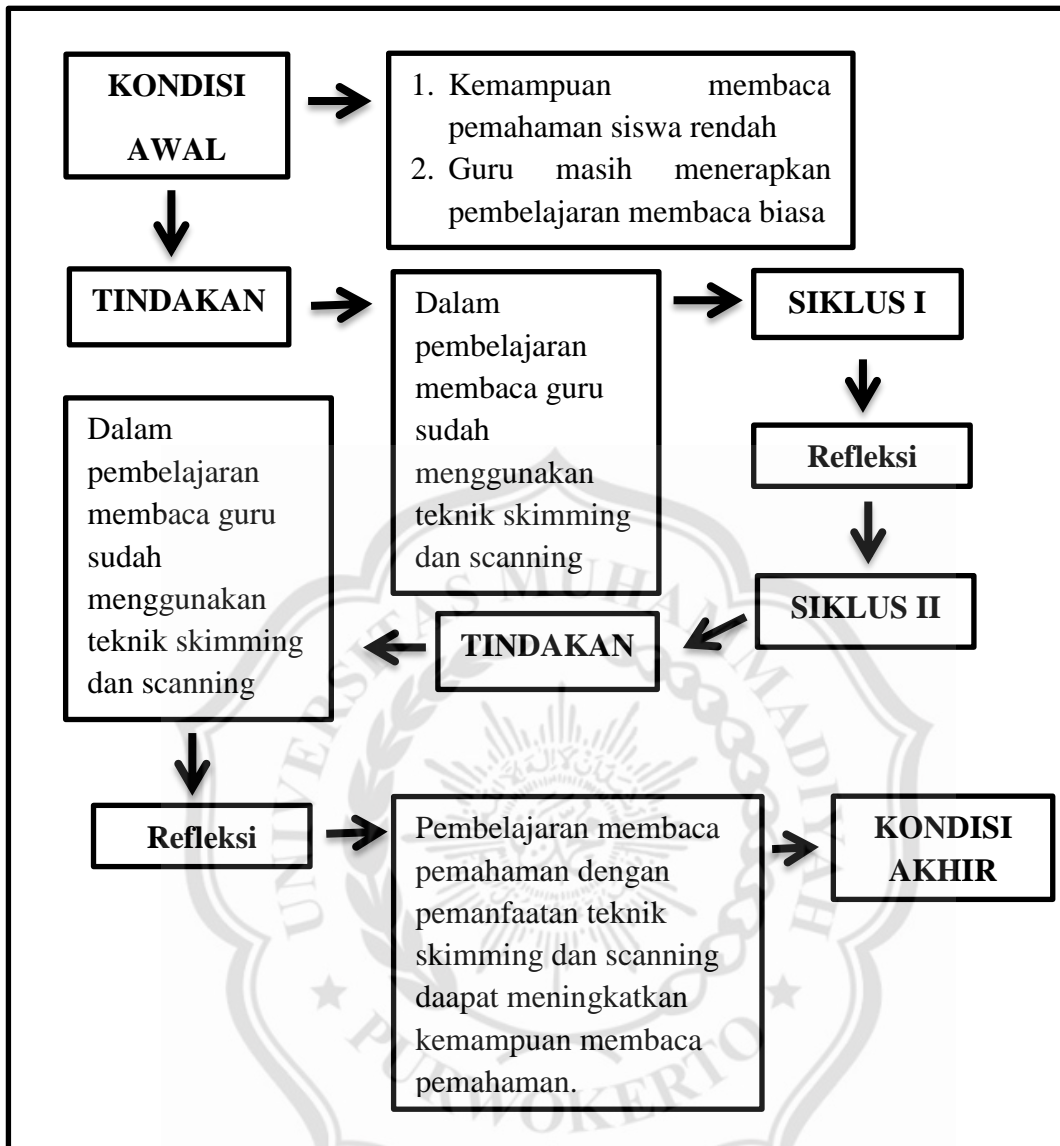 KONDISI
AWAL
1. Kemampuan membaca
pemahaman siswa rendah
2. Guru masih menerapkan
pembelajaran membaca biasa
TINDAKAN
Dalam
pembelajaran
membaca guru
sudah
menggunakan
teknik skimming
dan scanning
SIKLUS I
Refleksi
SIKLUS II
TINDAKAN
Dalam
pembelajaran
membaca guru
sudah
menggunakan
teknik skimming
dan scanning
Refleksi
Pembelajaran membaca
pemahaman dengan
pemanfaatan teknik
skimming dan scanning
daapat meningkatkan
kemampuan membaca
pemahaman.
KONDISI
AKHIR
UNIVERSITAS MUHAMMADIYAH
PURWOKERTO